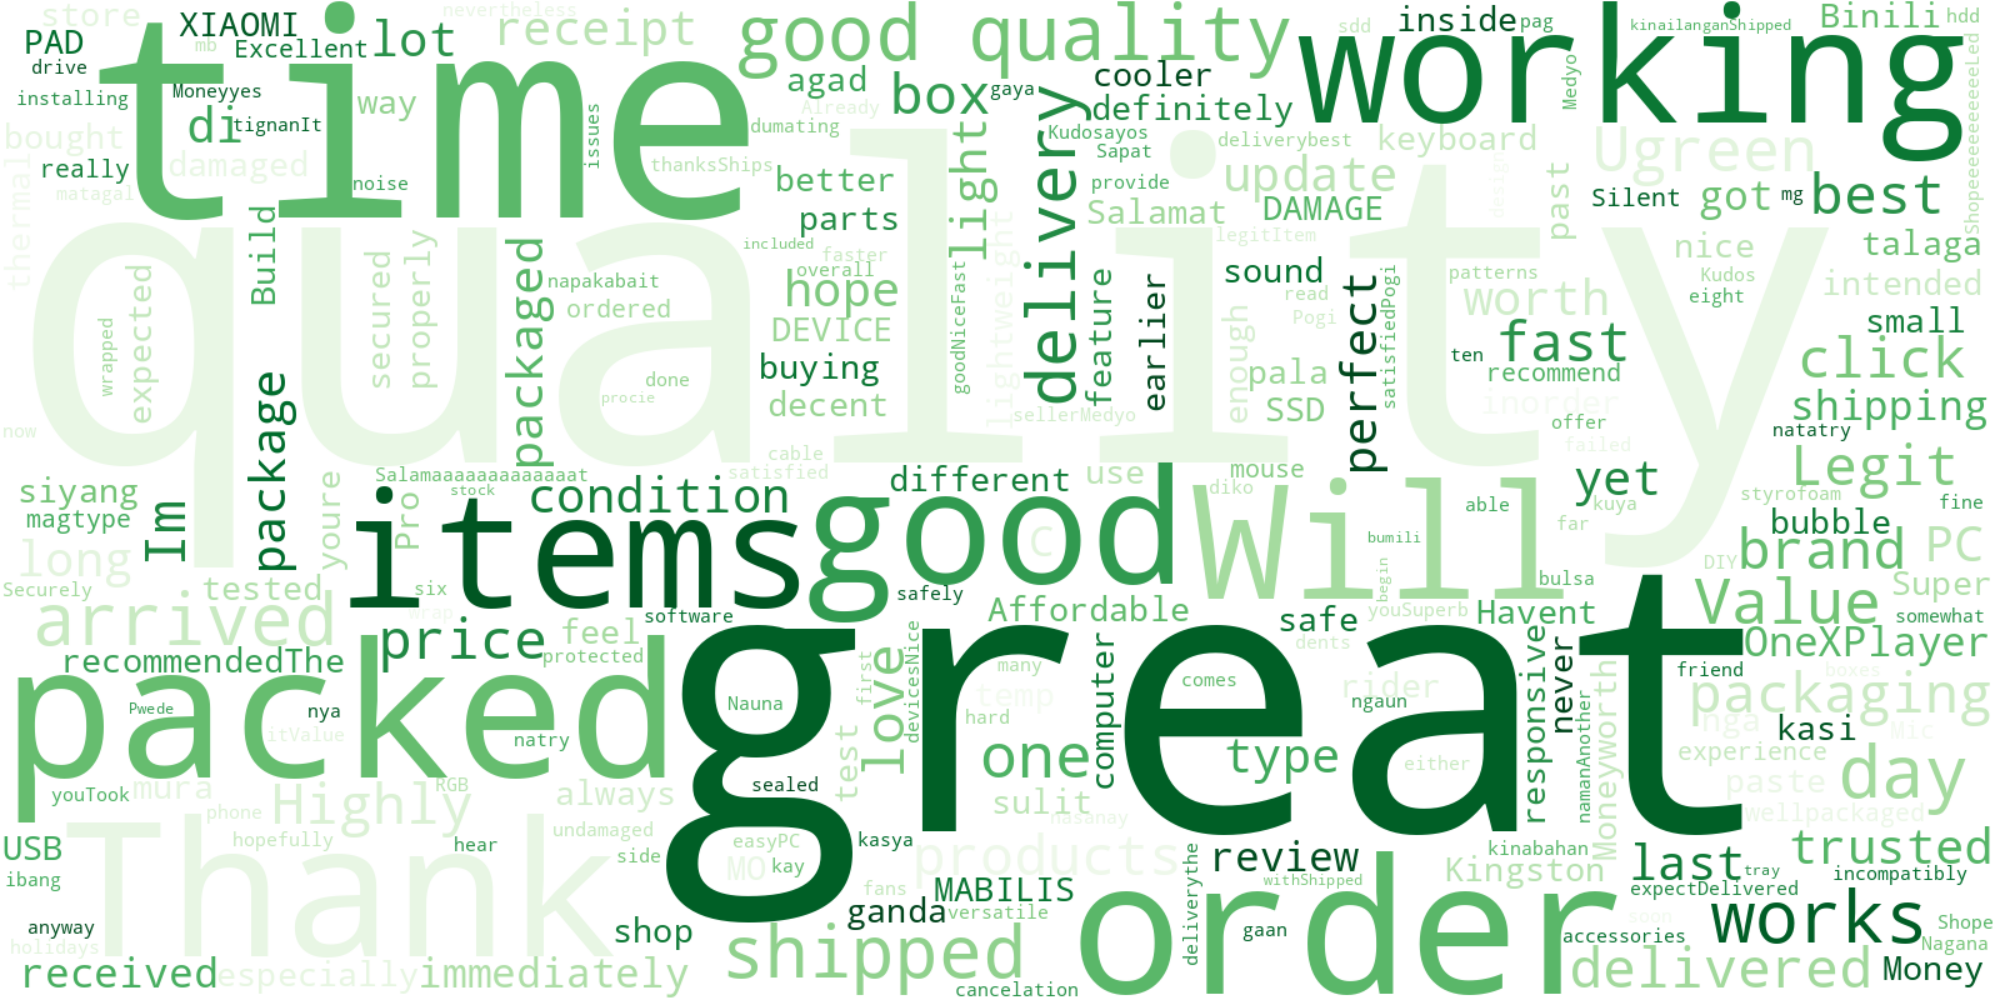 store
XIAOMI
nevertheless
receipt
good quality
working
inside
pag
kinailanganShipped
Binili
hdd
PAD
mb
Excellent
lot
time
sdd
drive
installing
Moneyyes
way
agad
box
gaya
cooler
definitely
Medyo
Already
bought
di
tignanIt
issues
dumating
delivery
Kudosayos
deliverybest
keyboard
Ugreen
Shopeeeeeeeeeeeled
really
damaged
thanksShips
light
Sapat
thermal
matagal
noise
better
provide
update
past
Silent
got
mg
best
design
quality
parts
Salamat
DAMAGE
Build
secured
properly
packaged
included
faster
lightweight
legitItem
nice
talaga
expected
napakabait
overall
hope
goodNiceFast
feature
earlier
sound
perfect
satisfiedPogi
patterns
Kudos
intended
ordered
read
worth
eight
wrapped
DEVICE
Pogi
enough
fast
small
package
buying
done
pala
ten
recommend
click
procie
decent
sellerMedyo
SSD
inorder
shipping
now
offer
natatry
cable
failed
siyang
Im
youre
Salamaaaaaaaaaaaaat
satisfied
different
use
mouse
yet
Legit
magtype
Pro
stock
condition
diko
kuya
styrofoam
fine
items
good
Will
able
far
bubble
long
C
bumili
brand
PC
DIY
Securely
tested
six
safely
begin
bulsa
Super
arrived
wrap
software
Affordable
youSuperb
Havent
Value
somewhat
safe
price
feel
great
dents
OneXPlayer
recommendedThe
protected
love
devicesNice
many
computer
responsive
never
friend
boxes
packed
first
temp
comes
rider
Moneyworth
packaging
Pwede
nya
Nauna
hard
ngaun
nga
kasi
Mic
itValue
natry
one
type
namanAnother
experience
test
either
youTook
mura
RGB
sealed
paste
day
phone
Highly
always
sulit
wellpackaged
hopefully
undamaged
nasanay
USB
Thank
hear
side
easyPC
kasya
products
deliverythe
review
kinabahan
last
trusted
ibang
MO
kay
fans
MABILIS
withShipped
Kingston
tray
incompatibly
expectDelivered
anyway
shop
ganda
versatile
order
gaan
soon
works
Shope
holidays
accessories
Nagana
received
especially
immediately
shipped
cancelation
delivered
Money